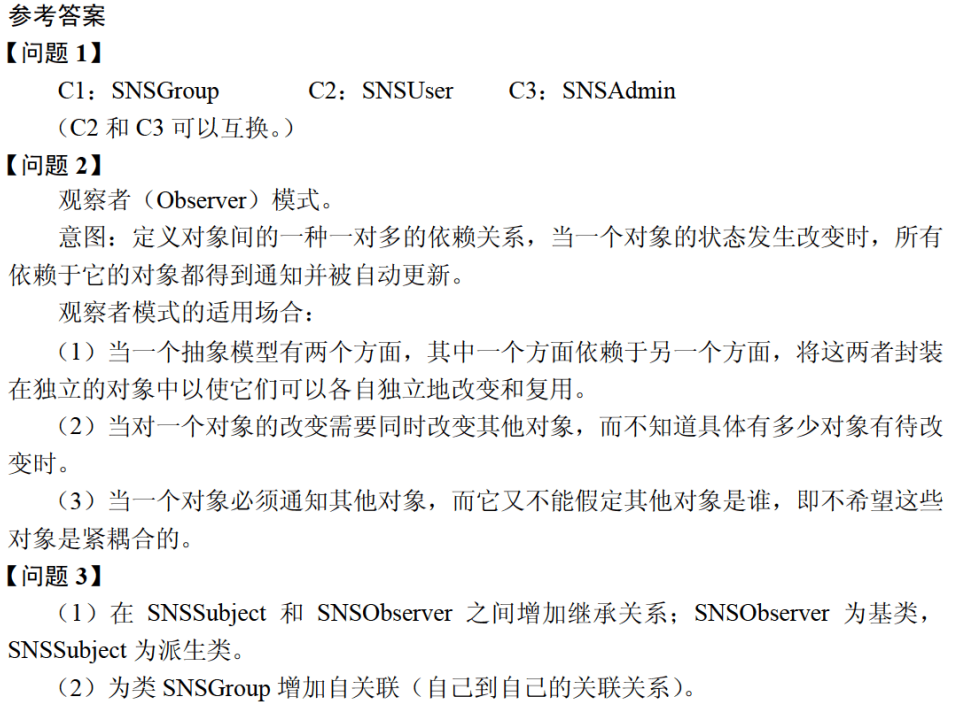 参考答案
【问题 1】
C1：SNSGroup C2：SNSUser C3：SNSAdmin
（C2 和 C3 可以互换。）
【问题 2】
观察者（Observer）模式。
意图：定义对象间的一种一对多的依赖关系，当一个对象的状态发生改变时，所有
依赖于它的对象都得到通知并被自动更新。
观察者模式的适用场合：
（1）当一个抽象模型有两个方面，其中一个方面依赖于另一个方面，将这两者封装
在独立的对象中以使它们可以各自独立地改变和复用。
（2）当对一个对象的改变需要同时改变其他对象，而不知道具体有多少对象有待改
变时。
（3）当一个对象必须通知其他对象，而它又不能假定其他对象是谁，即不希望这些
对象是紧耦合的。
【问题 3】
（1）在 SNSSubject 和 SNSObserver 之间增加继承关系；SNSObserver 为基类，
SNSSubject 为派生类。
（2）为类 SNSGroup 增加自关联（自己到自己的关联关系）。